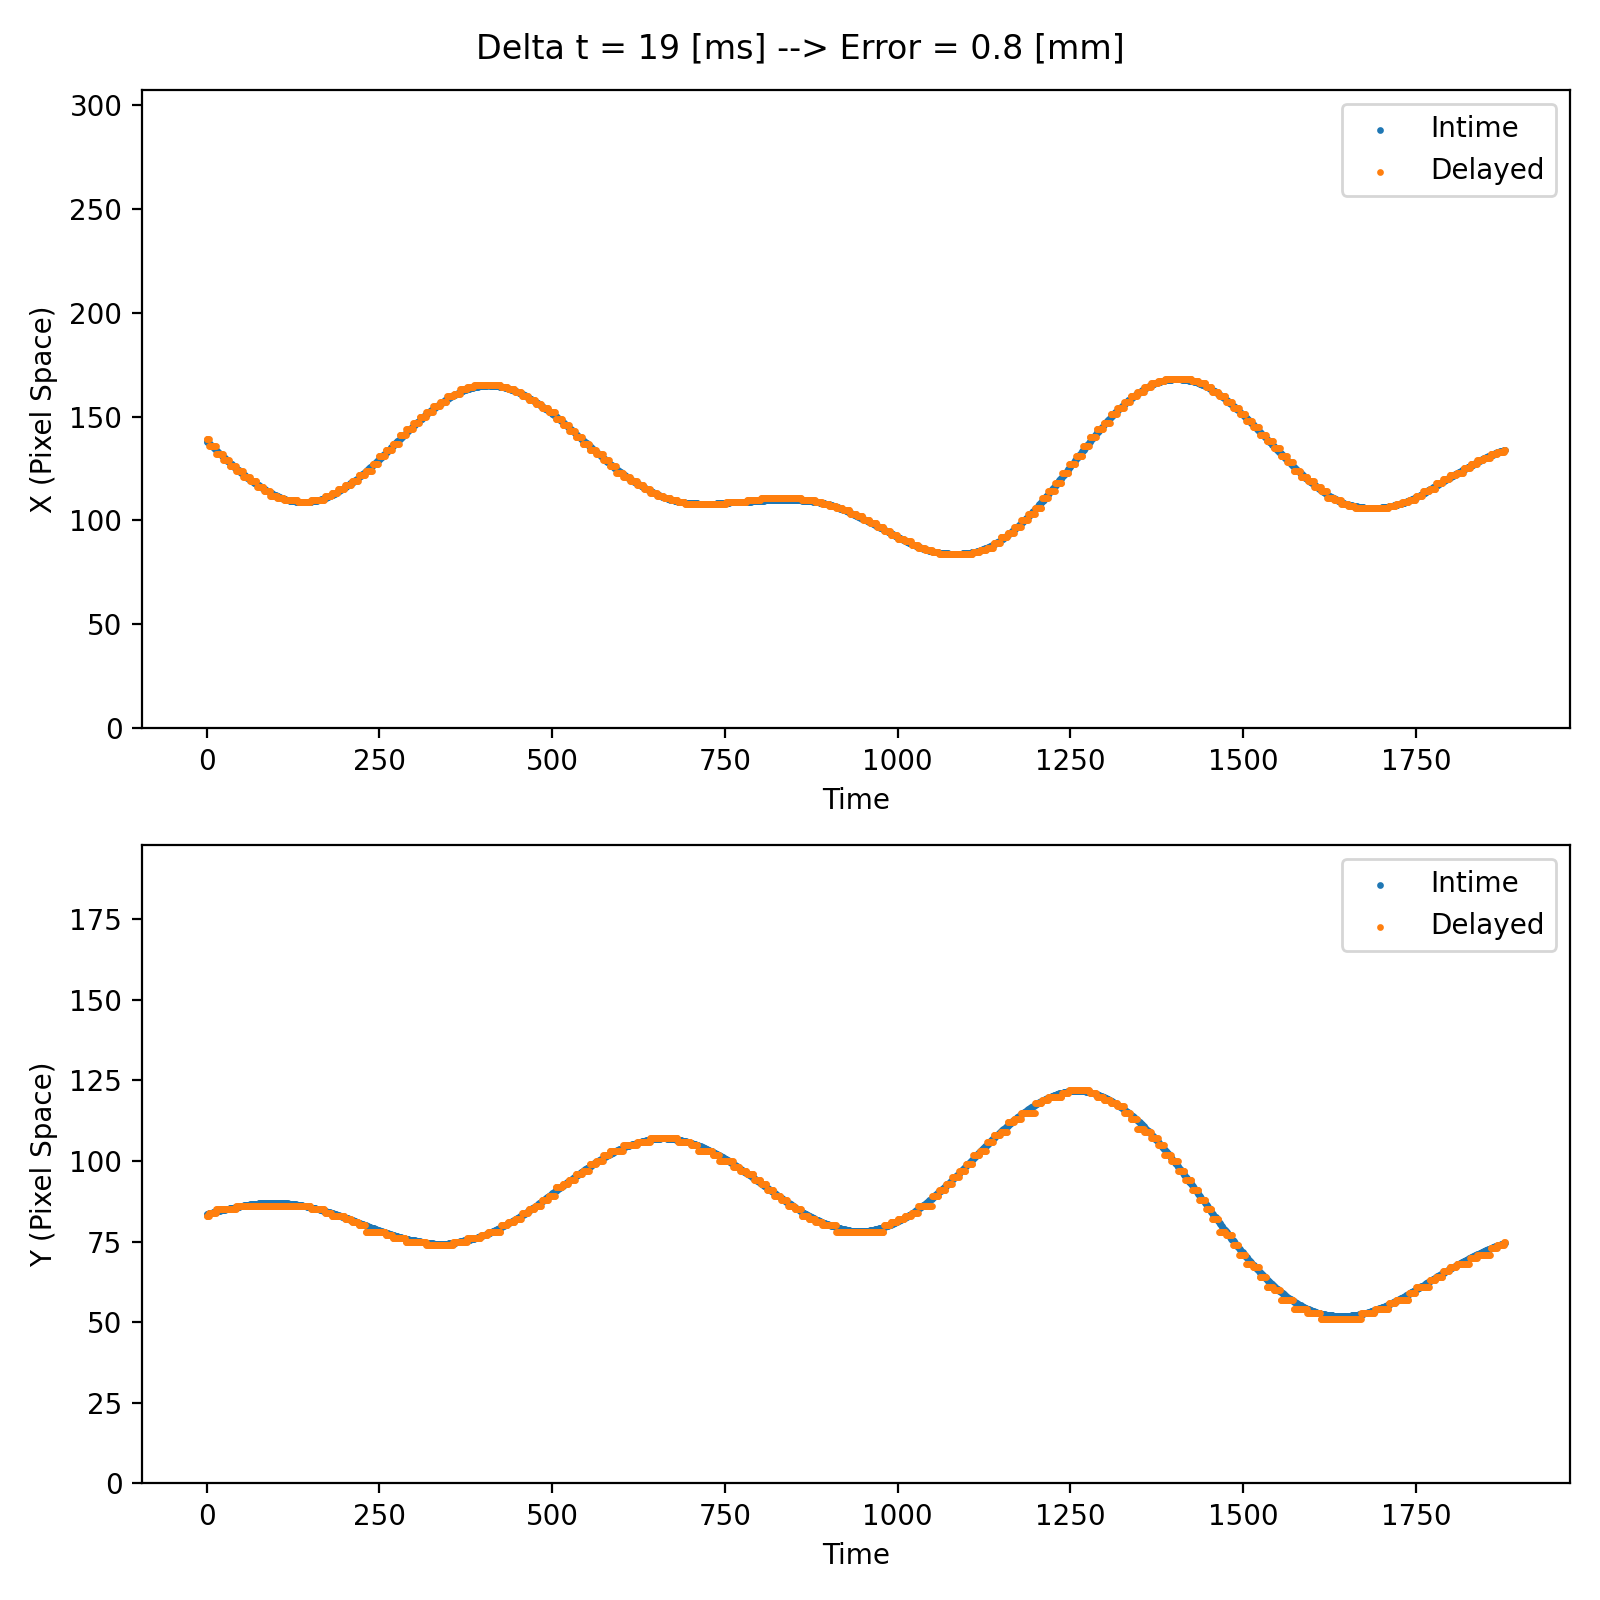 Delta t = 19 [ms] --> Error = 0.8 [mm]
300
250
200
150
100
50
0
X (Pixel Space)
Intime
Delayed
0 250 500 750 1000 1250 1500 1750
Time
175
150
125
100
75
50
25
0
Y (Pixel Space)
Intime
Delayed
0 250 500 750 1000 1250 1500 1750
Time